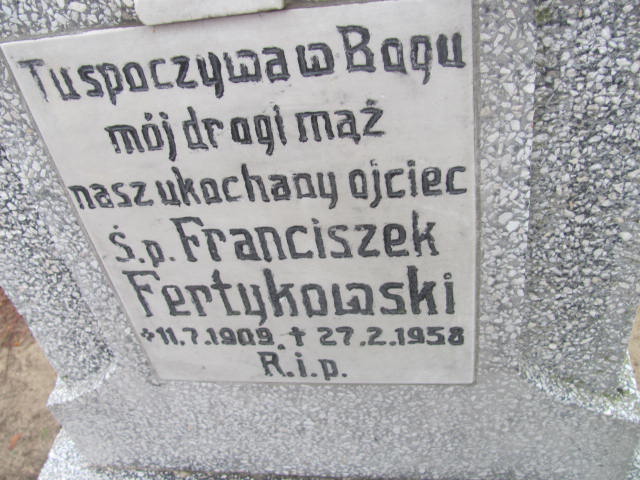 Tu spoczywa w Bogu
mój drogi mąż
nasz ukochany ojciec
Ś.p. Franciszek
Fertykowski
* 11.7.1909. † 27.2.1958
R.i.p.